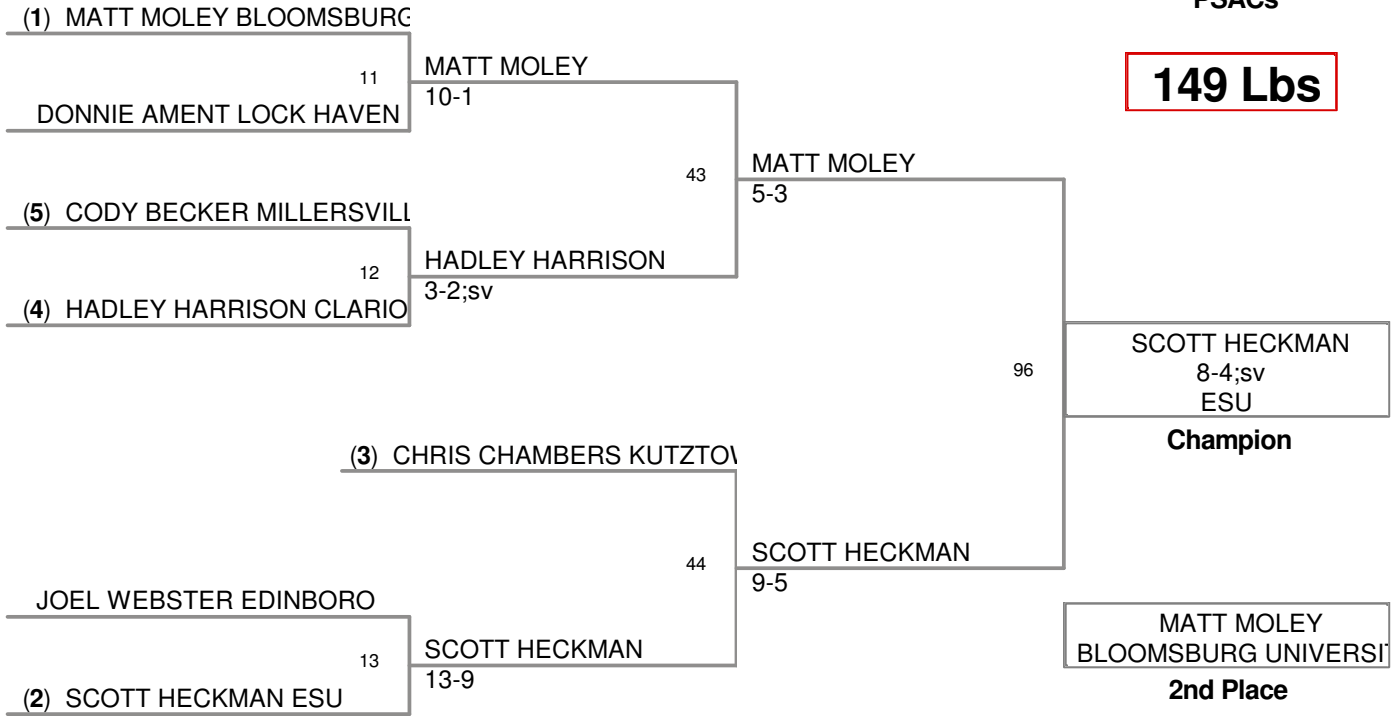 PSACs
149 Lbs
(1) MATT MOLEY BLOOMSBURG
11
MATT MOLEY
10-1
DONNIE AMENT LOCK HAVEN
43
MATT MOLEY
5-3
(5) CODY BECKER MILLERSVILL
12
HADLEY HARRISON
3-2;sv
(4) HADLEY HARRISON CLARIO
96
SCOTT HECKMAN
8-4;sv
ESU
Champion
(3) CHRIS CHAMBERS KUTZTOW
44
SCOTT HECKMAN
9-5
JOEL WEBSTER EDINBORO
13
SCOTT HECKMAN
13-9
(2) SCOTT HECKMAN ESU
MATT MOLEY
BLOOMSBURG UNIVERSIT
2nd Place